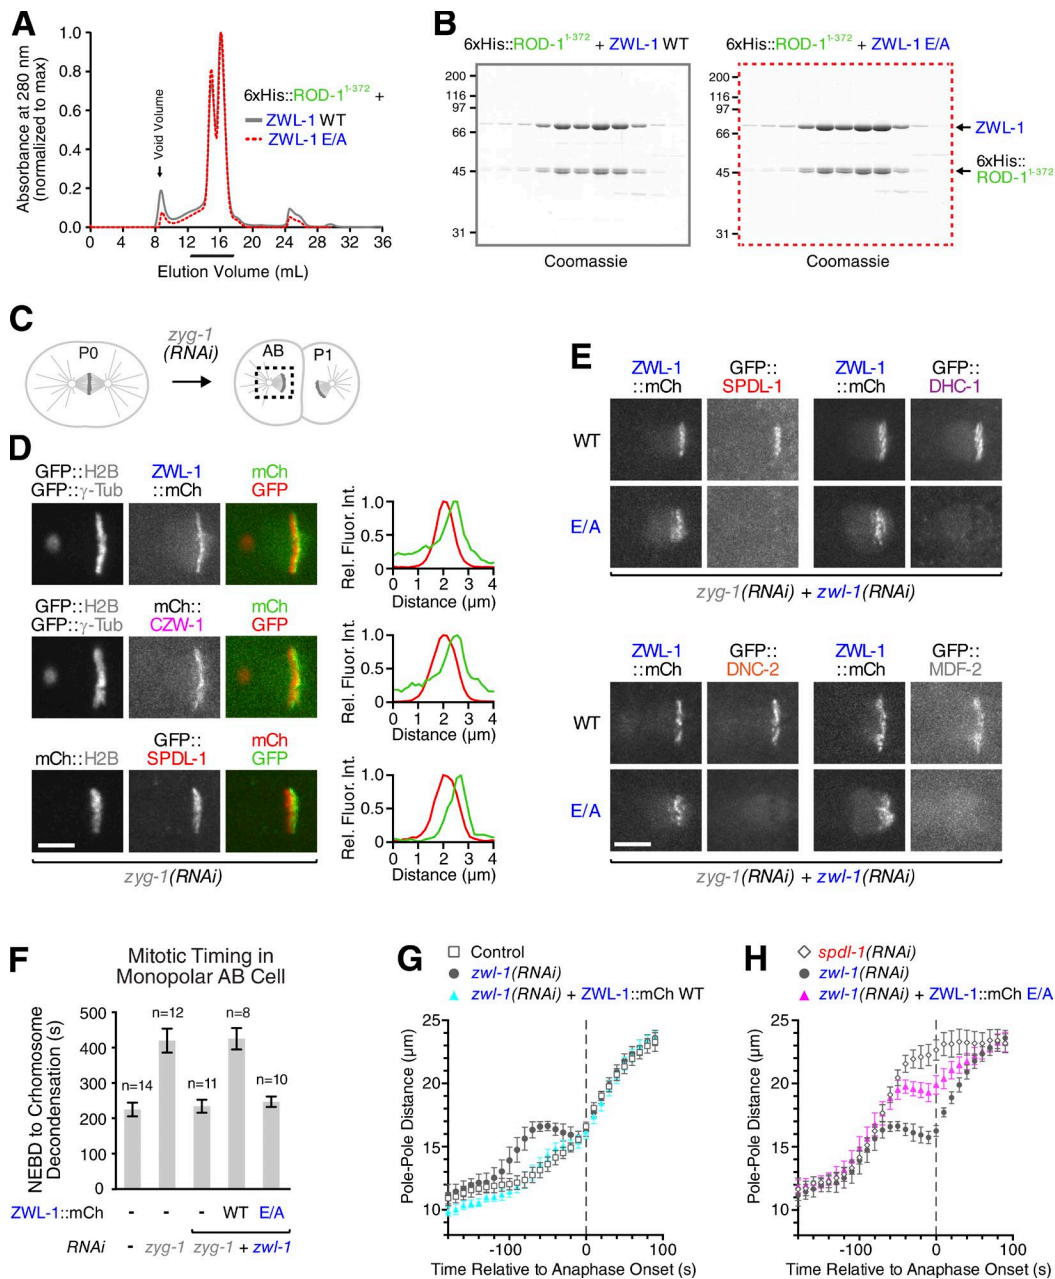 A
Absorbance at 280 nm
(normalized to max)
1.0
0.8
0.6
0.4
0.2
0.0
Void Volume
6xHis::ROD-1 1-372 +
ZWL-1 WT
ZWL-1 E/A
0 4 8 12 16 20 24 28 32 36
Elution Volume (mL)
B
6xHis::ROD-1 1-372 + ZWL-1 WT
200
116
97
66
45
31
Coomassie
6xHis::ROD-1 1-372 + ZWL-1 E/A
200
116
97
66
45
31
ZWL-1
6xHis::
ROD-1 1-372
Coomassie
C
P0
zyg-1
(RNAi)
AB
P1
D
GFP::H2B
GFP::γ-Tub
ZWL-1
::mCh
mCh
GFP
Rel. Fluor. Int.
1.0
0.5
0
0 1 2 3 4
Distance (µm)
GFP::H2B
GFP::γ-Tub
mCh::
CZW-1
mCh
GFP
Rel. Fluor. Int.
1.0
0.5
0
0 1 2 3 4
Distance (µm)
mCh::H2B
GFP::
SPDL-1
mCh
GFP
Rel. Fluor. Int.
1.0
0.5
0
0 1 2 3 4
Distance (µm)
zyg-1(RNAi)
E
ZWL-1
::mCh
GFP::
SPDL-1
ZWL-1
::mCh
GFP::
DHC-1
WT
E/A
zyg-1(RNAi) + zwl-1(RNAi)
ZWL-1
::mCh
GFP::
DNC-2
ZWL-1
::mCh
GFP::
MDF-2
WT
E/A
zyg-1(RNAi) + zwl-1(RNAi)
F
Mitotic Timing in
Monopolar AB Cell
NEBD to Crhomosome
Decondensation (s)
500
400
300
200
100
0
n=14
n=12
n=11
n=8
n=10
ZWL-1::mCh - - - WT E/A
RNAi - zyg-1 zyg-1 + zwl-1
G
Control
zwl-1(RNAi)
zwl-1(RNAi) + ZWL-1::mCh WT
Pole-Pole Distance (µm)
25
20
15
10
-100 0 100
Time Relative to Anaphase Onset (s)
H
spdl-1(RNAi)
zwl-1(RNAi)
zwl-1(RNAi) + ZWL-1::mCh E/A
Pole-Pole Distance (µm)
25
20
15
10
-100 0 100
Time Relative to Anaphase Onset (s)